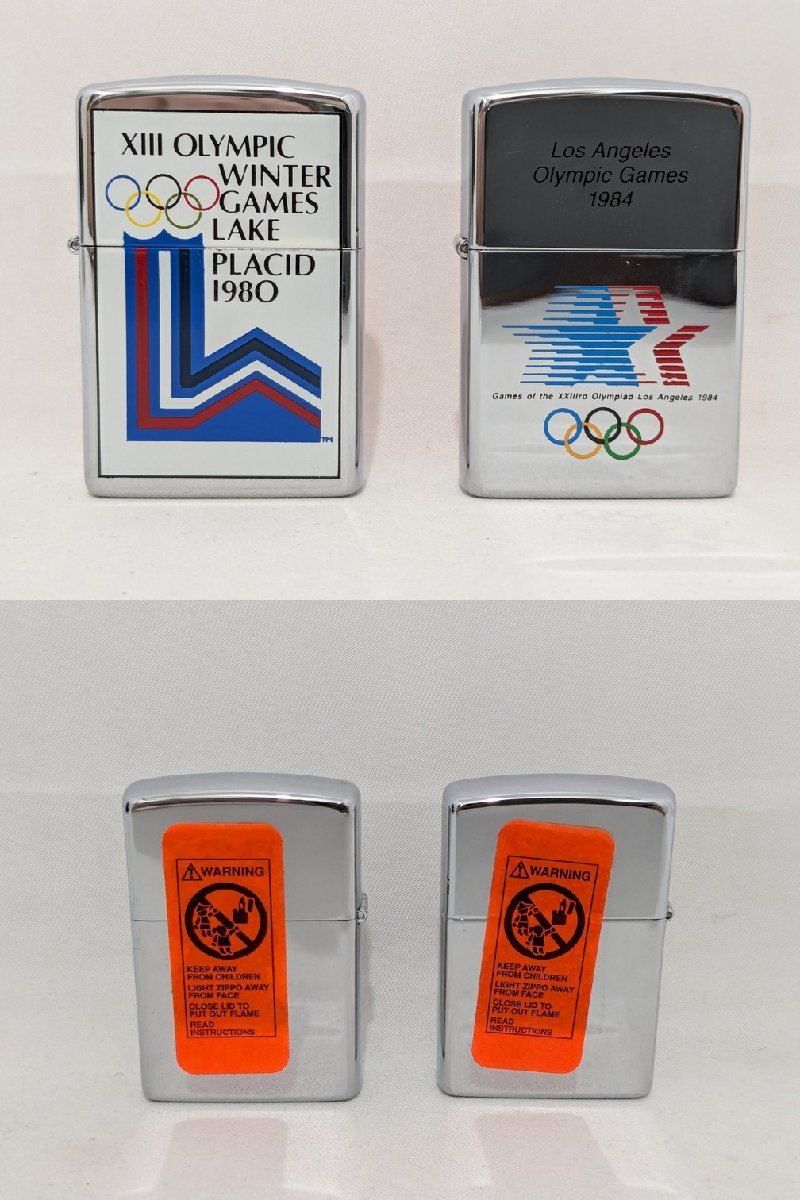 XIII OLYMPIC
WINTER
GAMES
LAKE
PLACID
1980
TM
Los Angeles
Olympic Games
1984
Games of the XXIIIrd Olympiad Los Angeles 1984
WARNING
KEEP AWAY
FROM CHILDREN
LIGHT ZIPPO AWAY
FROM FACE
CLOSE LID TO
PUT OUT FLAME
READ
INSTRUCTIONS
WARNING
KEEP AWAY
FROM CHILDREN
LIGHT ZIPPO AWAY
FROM FACE
CLOSE LID TO
PUT OUT FLAME
READ
INSTRUCTIONS